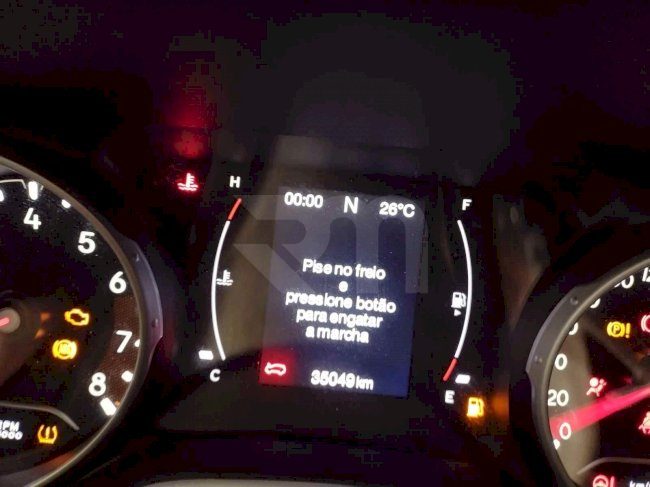 H
F
00:00 N 26°C
4
5
6
7
8
Pise no freio
e
pressione botão
para engatar
a marcha
C
35049 km
E
20
0